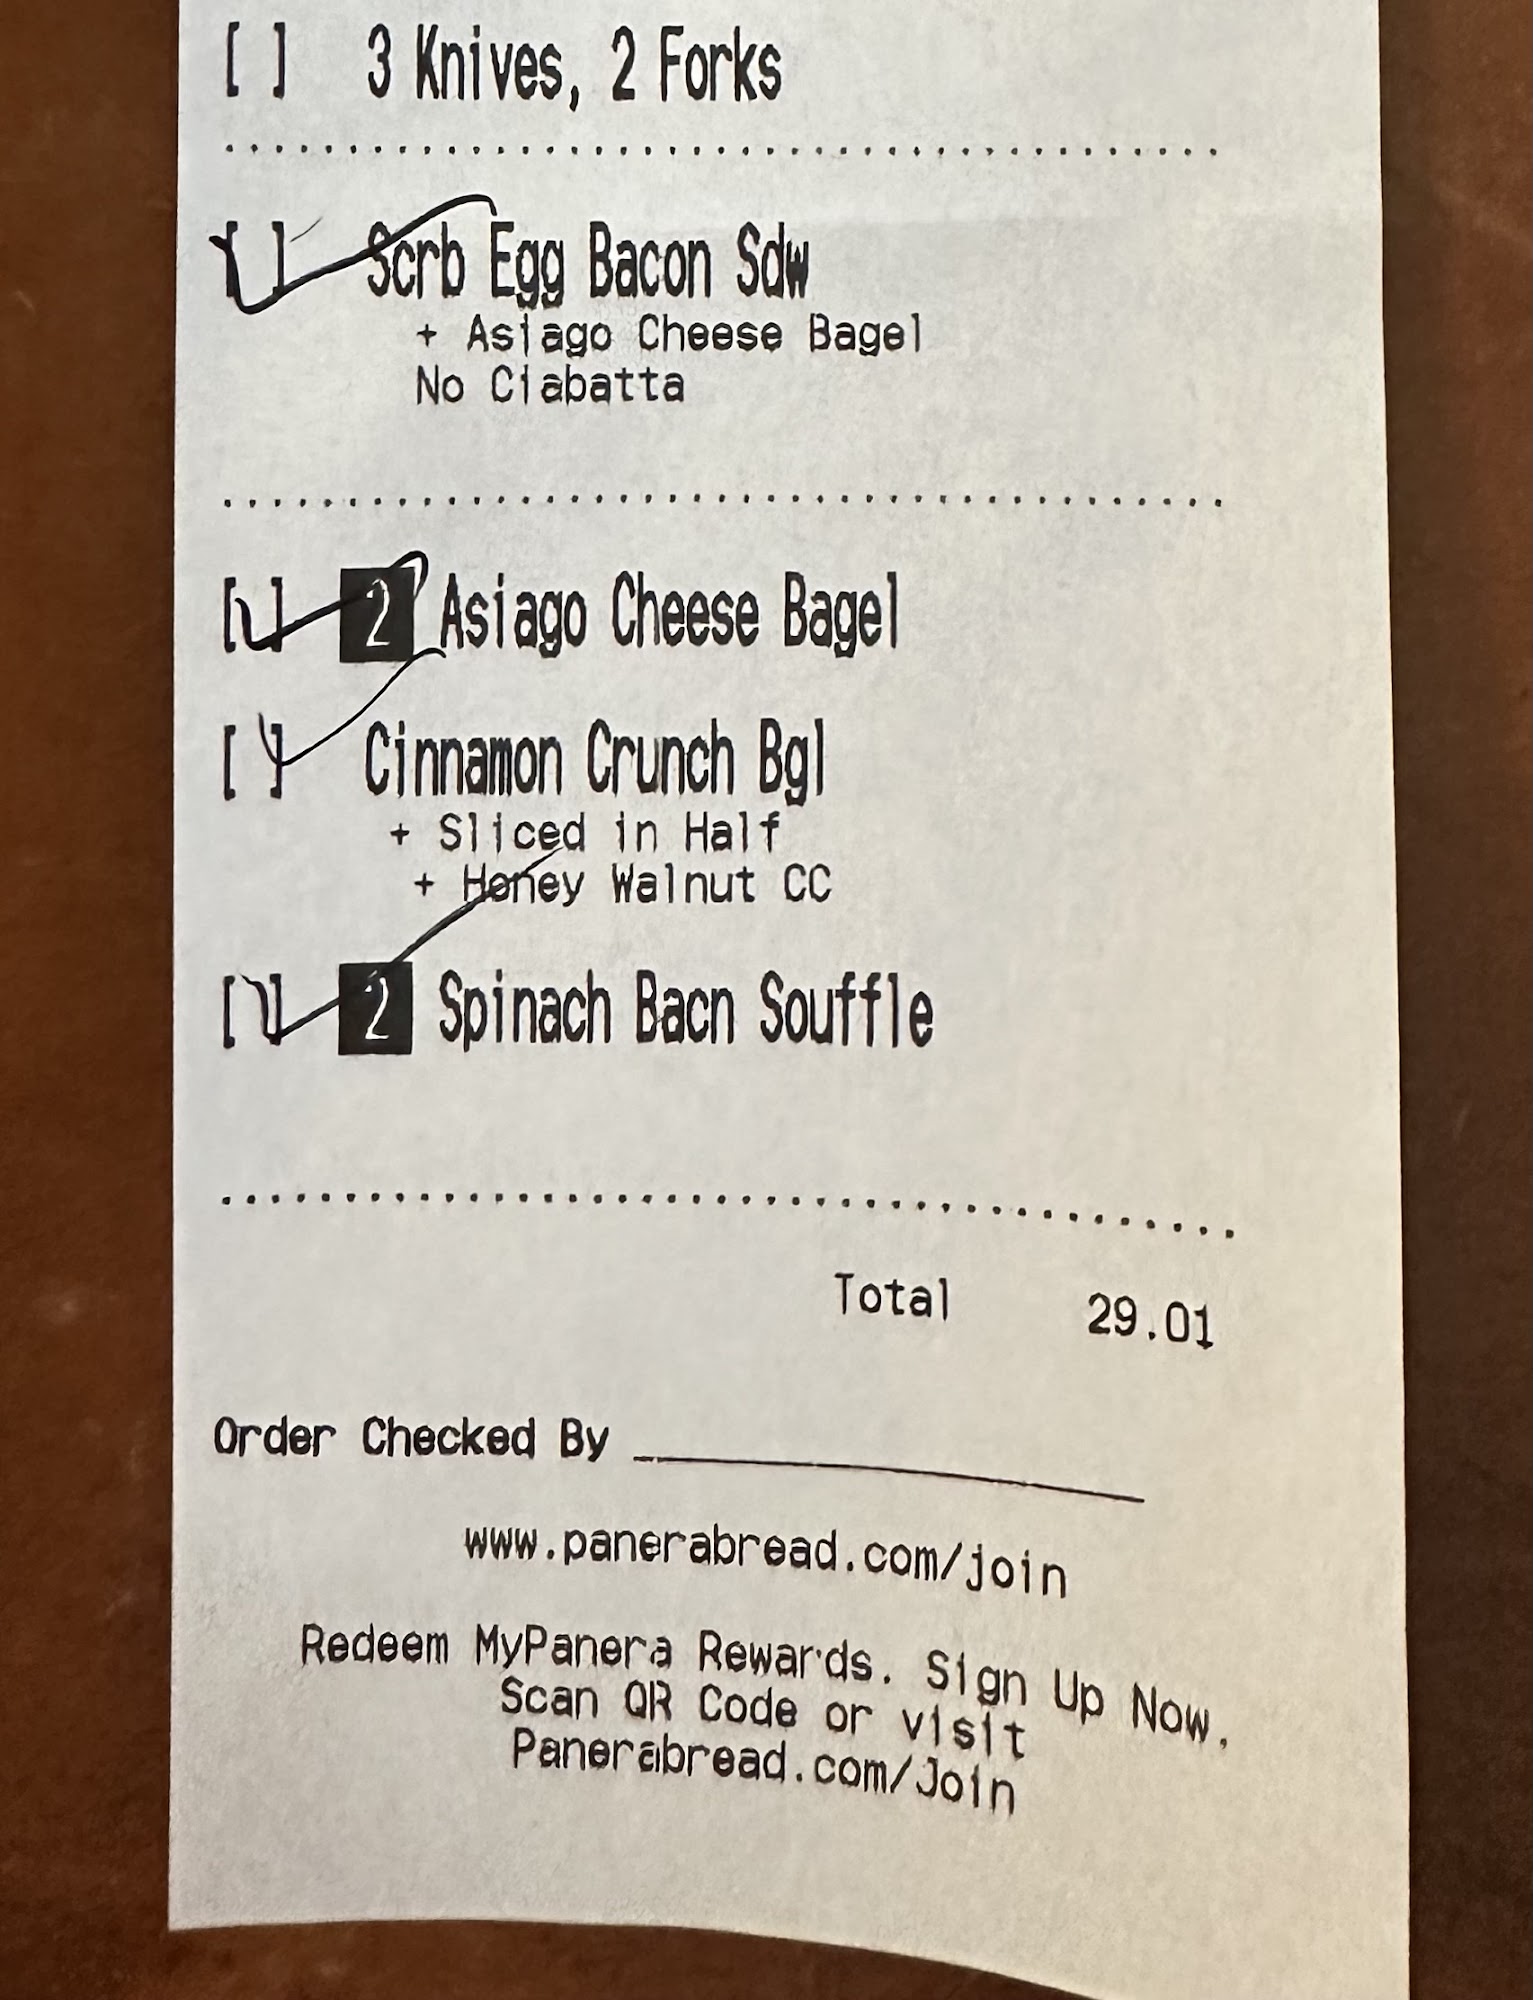 [ ] 3 Knives, 2 Forks
[ ] Scrb Egg Bacon Sdw
+ Asiago Cheese Bagel
No Ciabatta
[ ] 2 Asiago Cheese Bagel
[ ] Cinnamon Crunch Bgl
+ Sliced in Half
+ Honey Walnut CC
[ ] 2 Spinach Bacn Souffle
Total 29.01
Order Checked By
www.panerabread.com/join
Redeem MyPanera Rewards. Sign Up Now.
Scan QR Code or visit
Panerabread.com/Join